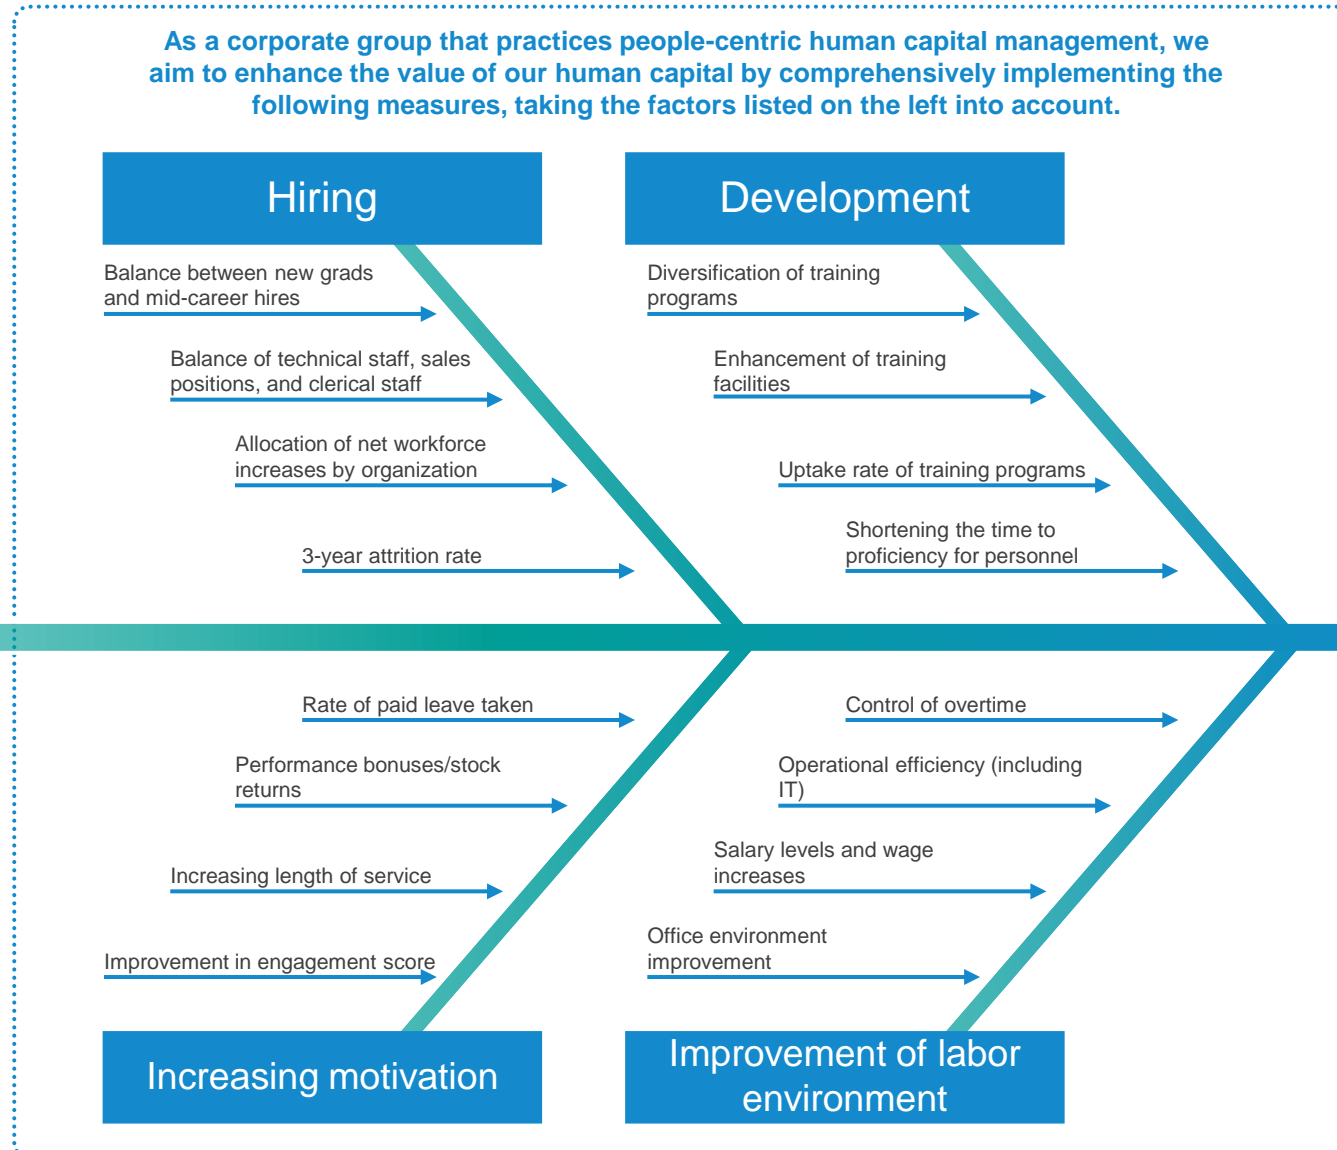 As a corporate group that practices people-centric human capital management, we
aim to enhance the value of our human capital by comprehensively implementing the
following measures, taking the factors listed on the left into account.
Hiring
Balance between new grads
and mid-career hires
Balance of technical staff, sales
positions, and clerical staff
Allocation of net workforce
increases by organization
3-year attrition rate
Development
Diversification of training
programs
Enhancement of training
facilities
Uptake rate of training programs
Shortening the time to
proficiency for personnel
Rate of paid leave taken
Performance bonuses/stock
returns
Increasing length of service
Improvement in engagement score
Increasing motivation
Control of overtime
Operational efficiency (including
IT)
Salary levels and wage
increases
Office environment
improvement
Improvement of labor
environment